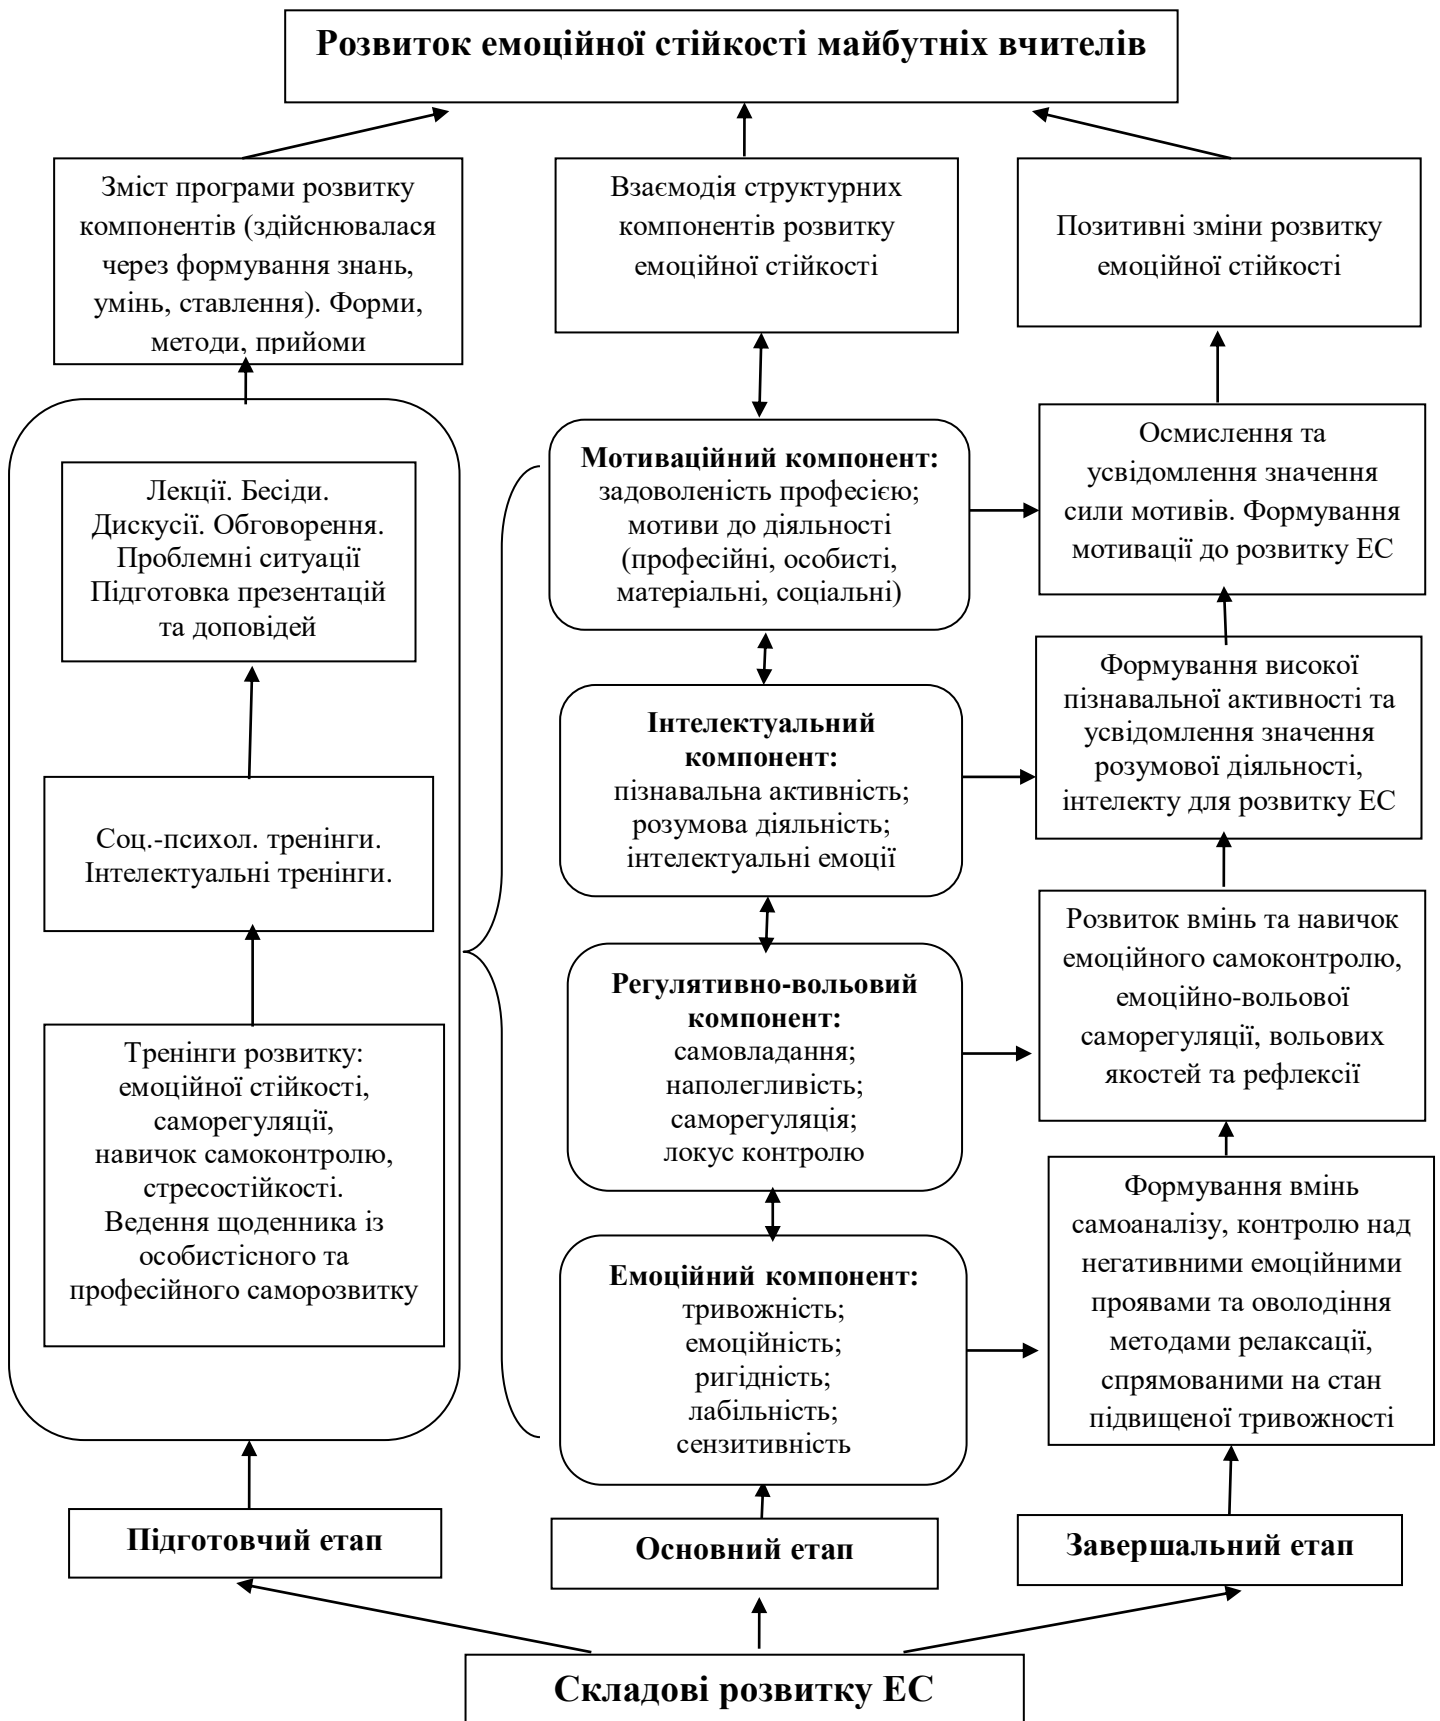 Розвиток емоційної стійкості майбутніх вчителів
Зміст програми розвитку
компонентів (здійснювалася
через формування знань,
умінь, ставлення). Форми,
методи, прийоми
Взаємодія структурних
компонентів розвитку
емоційної стійкості
Позитивні зміни розвитку
емоційної стійкості
Лекції. Бесіди.
Дискусії. Обговорення.
Проблемні ситуації
Підготовка презентацій
та доповідей
Соц.-психол. тренінги.
Інтелектуальні тренінги.
Тренінги розвитку:
емоційної стійкості,
саморегуляції,
навичок самоконтролю,
стресостійкості.
Ведення щоденника із
особистісного та
професійного саморозвитку
Мотиваційний компонент:
задоволеність професією;
мотиви до діяльності
(професійні, особисті,
матеріальні, соціальні)
Інтелектуальний
компонент:
пізнавальна активність;
розумова діяльність;
інтелектуальні емоції
Регулятивно-вольовий
компонент:
самовладання;
наполегливість;
саморегуляція;
локус контролю
Емоційний компонент:
тривожність;
емоційність;
ригідність;
лабільність;
сензитивність
Осмислення та
усвідомлення значення
сили мотивів. Формування
мотивації до розвитку ЕС
Формування високої
пізнавальної активності та
усвідомлення значення
розумової діяльності,
інтелекту для розвитку ЕС
Розвиток вмінь та навичок
емоційного самоконтролю,
емоційно-вольової
саморегуляції, вольових
якостей та рефлексії
Формування вмінь
самоаналізу, контролю над
негативними емоційними
проявами та оволодіння
методами релаксації,
спрямованими на стан
підвищеної тривожності
Підготовчий етап
Основний етап
Завершальний етап
Складові розвитку ЕС